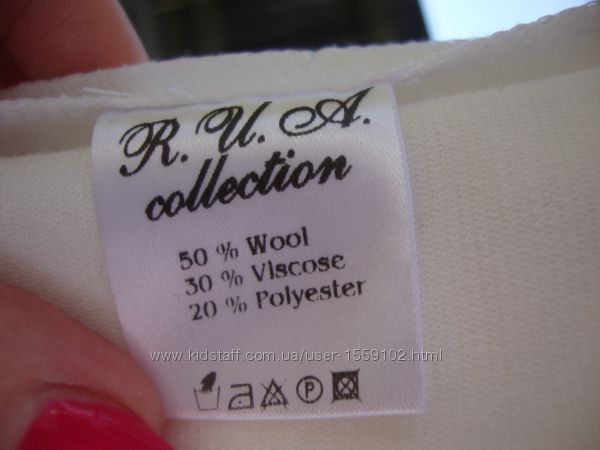 R. U. A.
collection
50 % Wool
30 % Viscose
20 % Polyester
www.kidstaff.com.ua/user-1559102.html
P